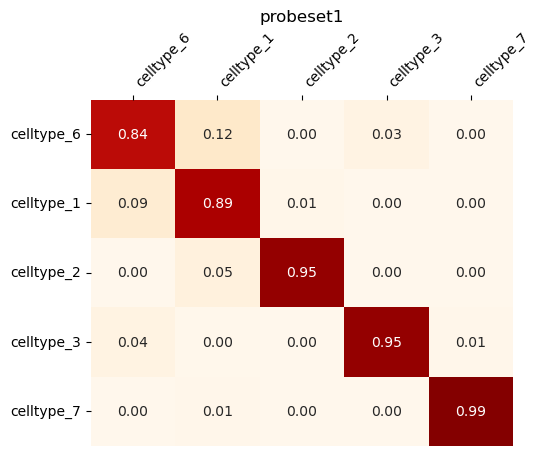 probeset1
celltype_6 celltype_1 celltype_2 celltype_3 celltype_7
celltype_6 0.84 0.12 0.00 0.03 0.00
celltype_1 0.09 0.89 0.01 0.00 0.00
celltype_2 0.00 0.05 0.95 0.00 0.00
celltype_3 0.04 0.00 0.00 0.95 0.01
celltype_7 0.00 0.01 0.00 0.00 0.99